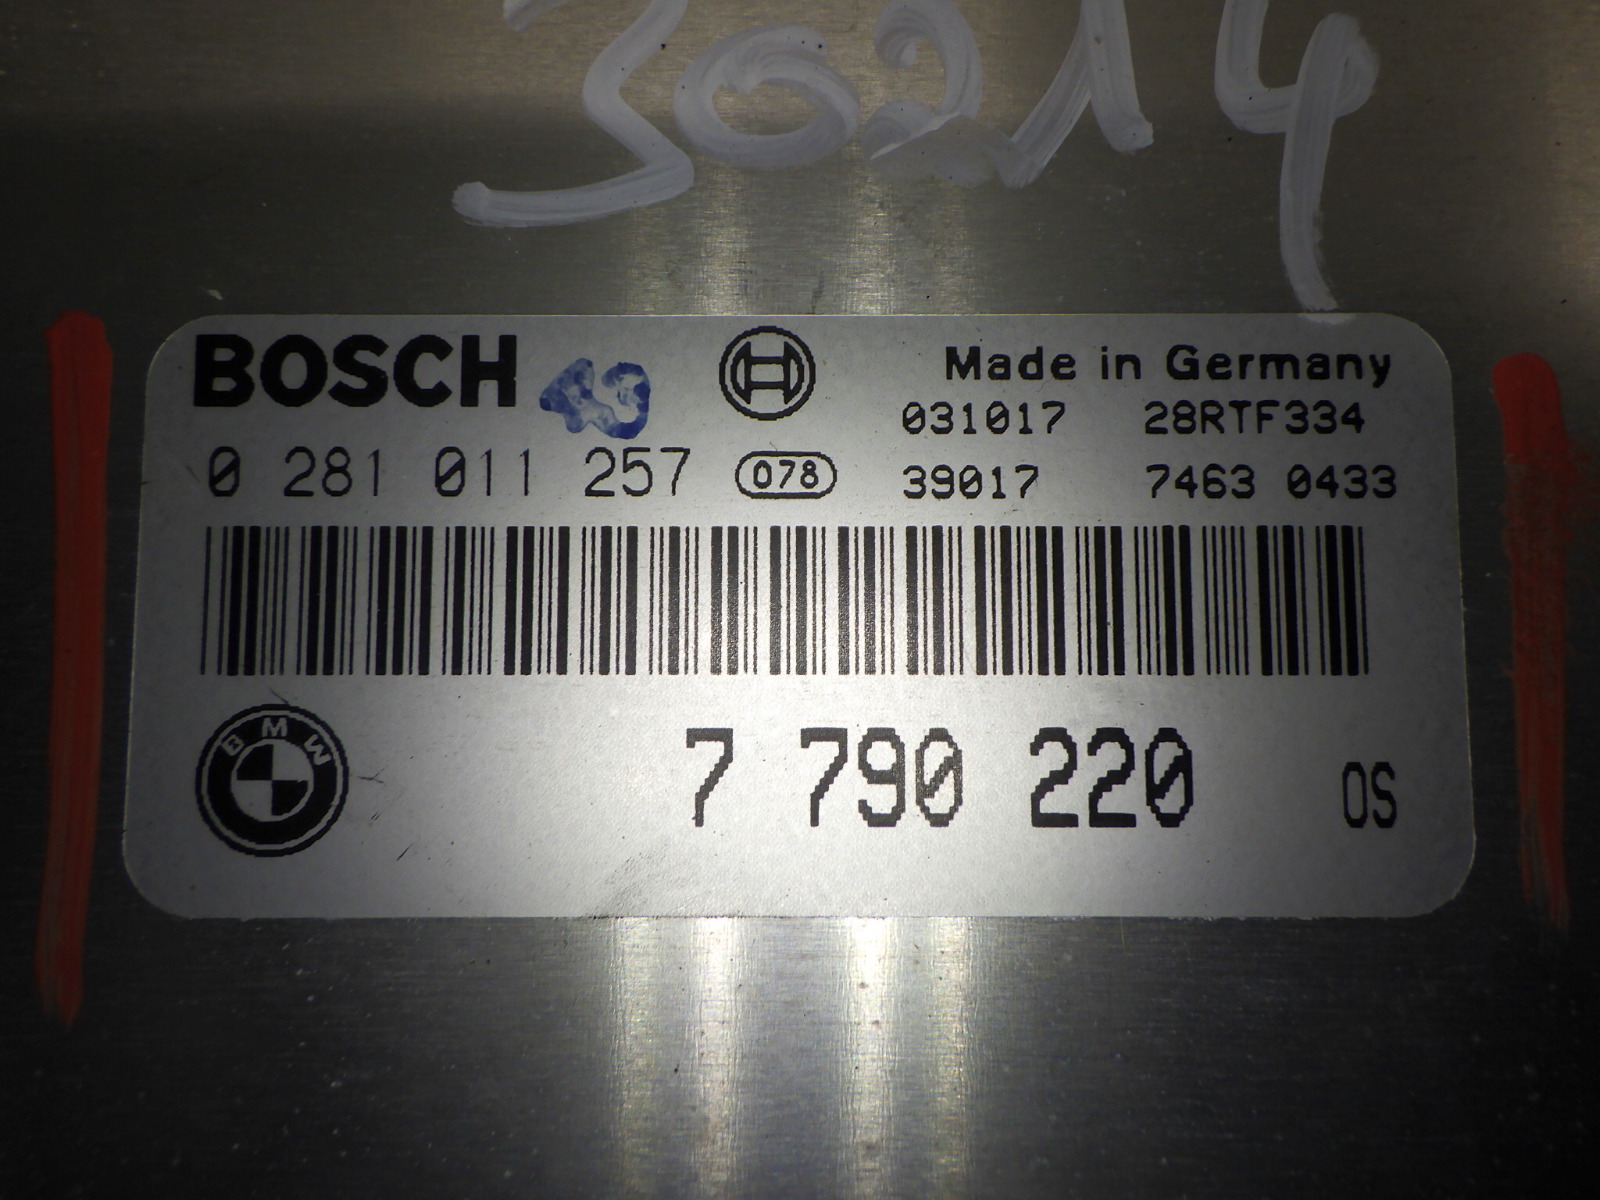 30214
BOSCH 43 Made in Germany
031017 28RTF334
0 281 011 257 078 39017 7463 0433
BMW
7 790 220 OS